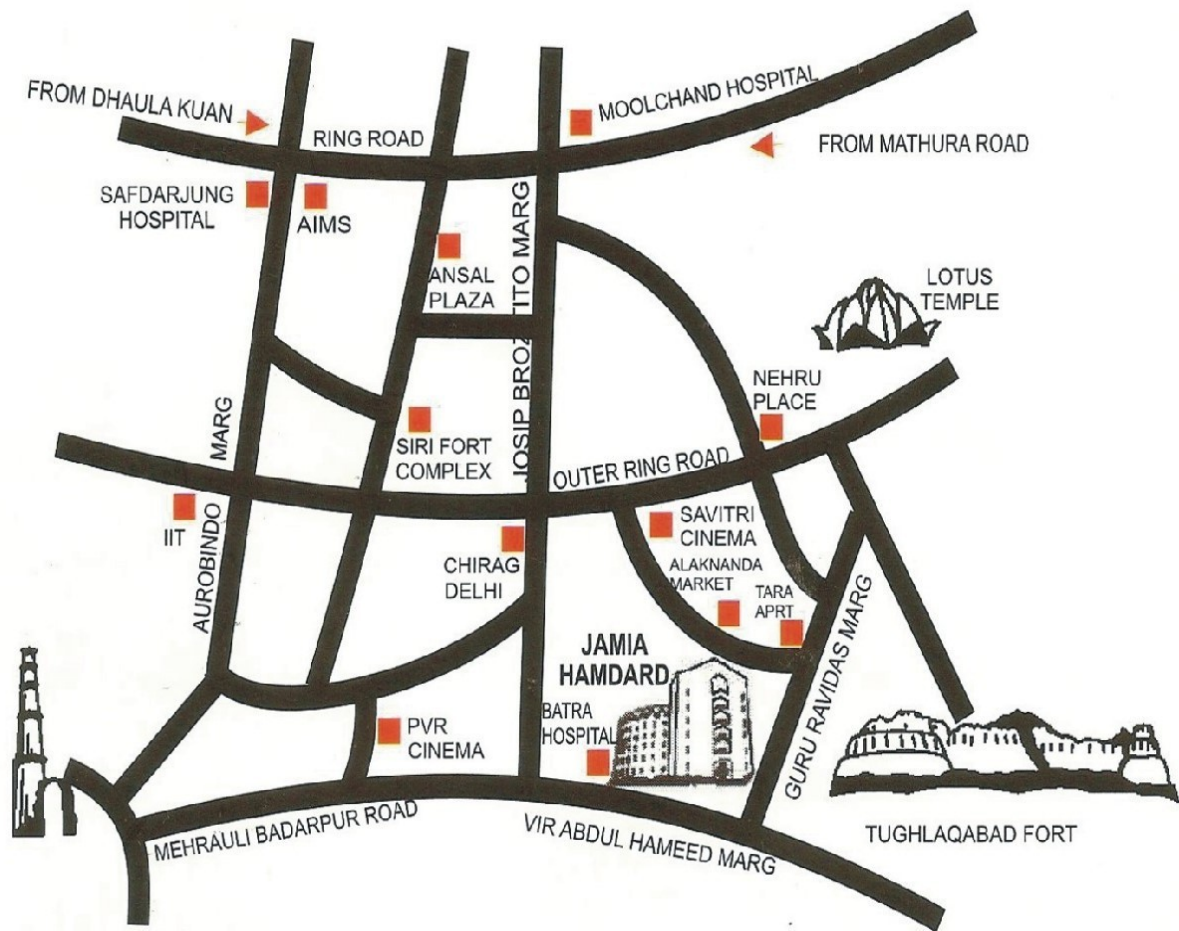 FROM DHAULA KUAN
RING ROAD
MOOLCHAND HOSPITAL
FROM MATHURA ROAD
SAFDARJUNG
HOSPITAL
AIMS
ANSAL
PLAZA
JOSIP BROZ TITO MARG
LOTUS
TEMPLE
NEHRU
PLACE
MARG
SIRI FORT
COMPLEX
OUTER RING ROAD
IIT
AUROBINDO
CHIRAG
DELHI
SAVITRI
CINEMA
ALAKNANDA
MARKET
TARA
APRT
JAMIA
HAMDARD
BATRA
HOSPITAL
PVR
CINEMA
GURU RAVIDAS MARG
MEHRAULI BADARPUR ROAD
VIR ABDUL HAMEED MARG
TUGHLAQABAD FORT